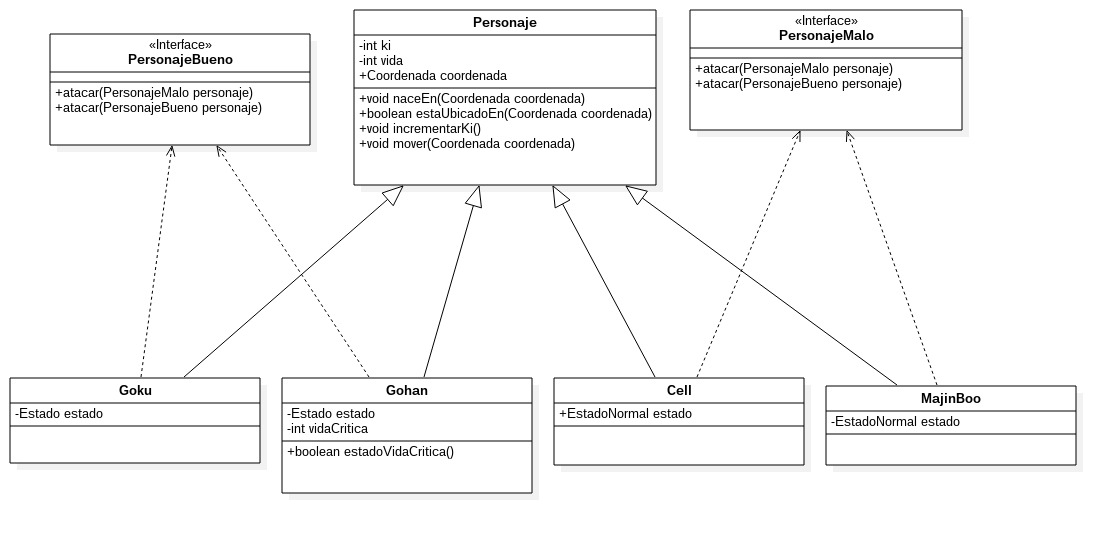 «Interface»
PersonajeBueno
+atacar(PersonajeMalo personaje)
+atacar(PersonajeBueno personaje)
Personaje
-int ki
-int vida
+Coordenada coordenada
+void naceEn(Coordenada coordenada)
+boolean estaUbicadoEn(Coordenada coordenada)
+void incrementarKi()
+void mover(Coordenada coordenada)
«Interface»
PersonajeMalo
+atacar(PersonajeMalo personaje)
+atacar(PersonajeBueno personaje)
Goku
-Estado estado
Gohan
-Estado estado
-int vidaCritica
+boolean estadoVidaCritica()
Cell
+EstadoNormal estado
MajinBoo
-EstadoNormal estado